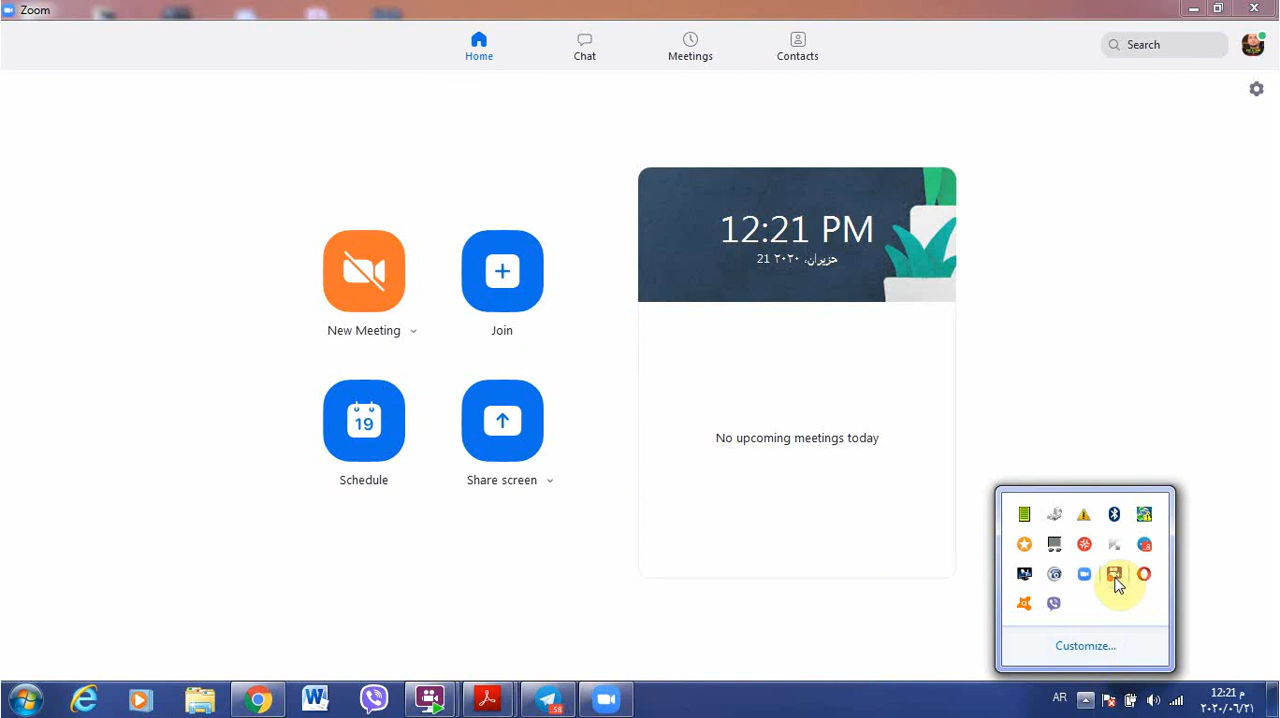 Zoom
Home
Chat
Meetings
Contacts
Search
12:21 PM
21 حزيران، ٢٠٢٠
New Meeting
Join
19
Schedule
Share screen
No upcoming meetings today
Customize...
58
AR
12:21 م
٢٠٢٠/٠٦/٢١